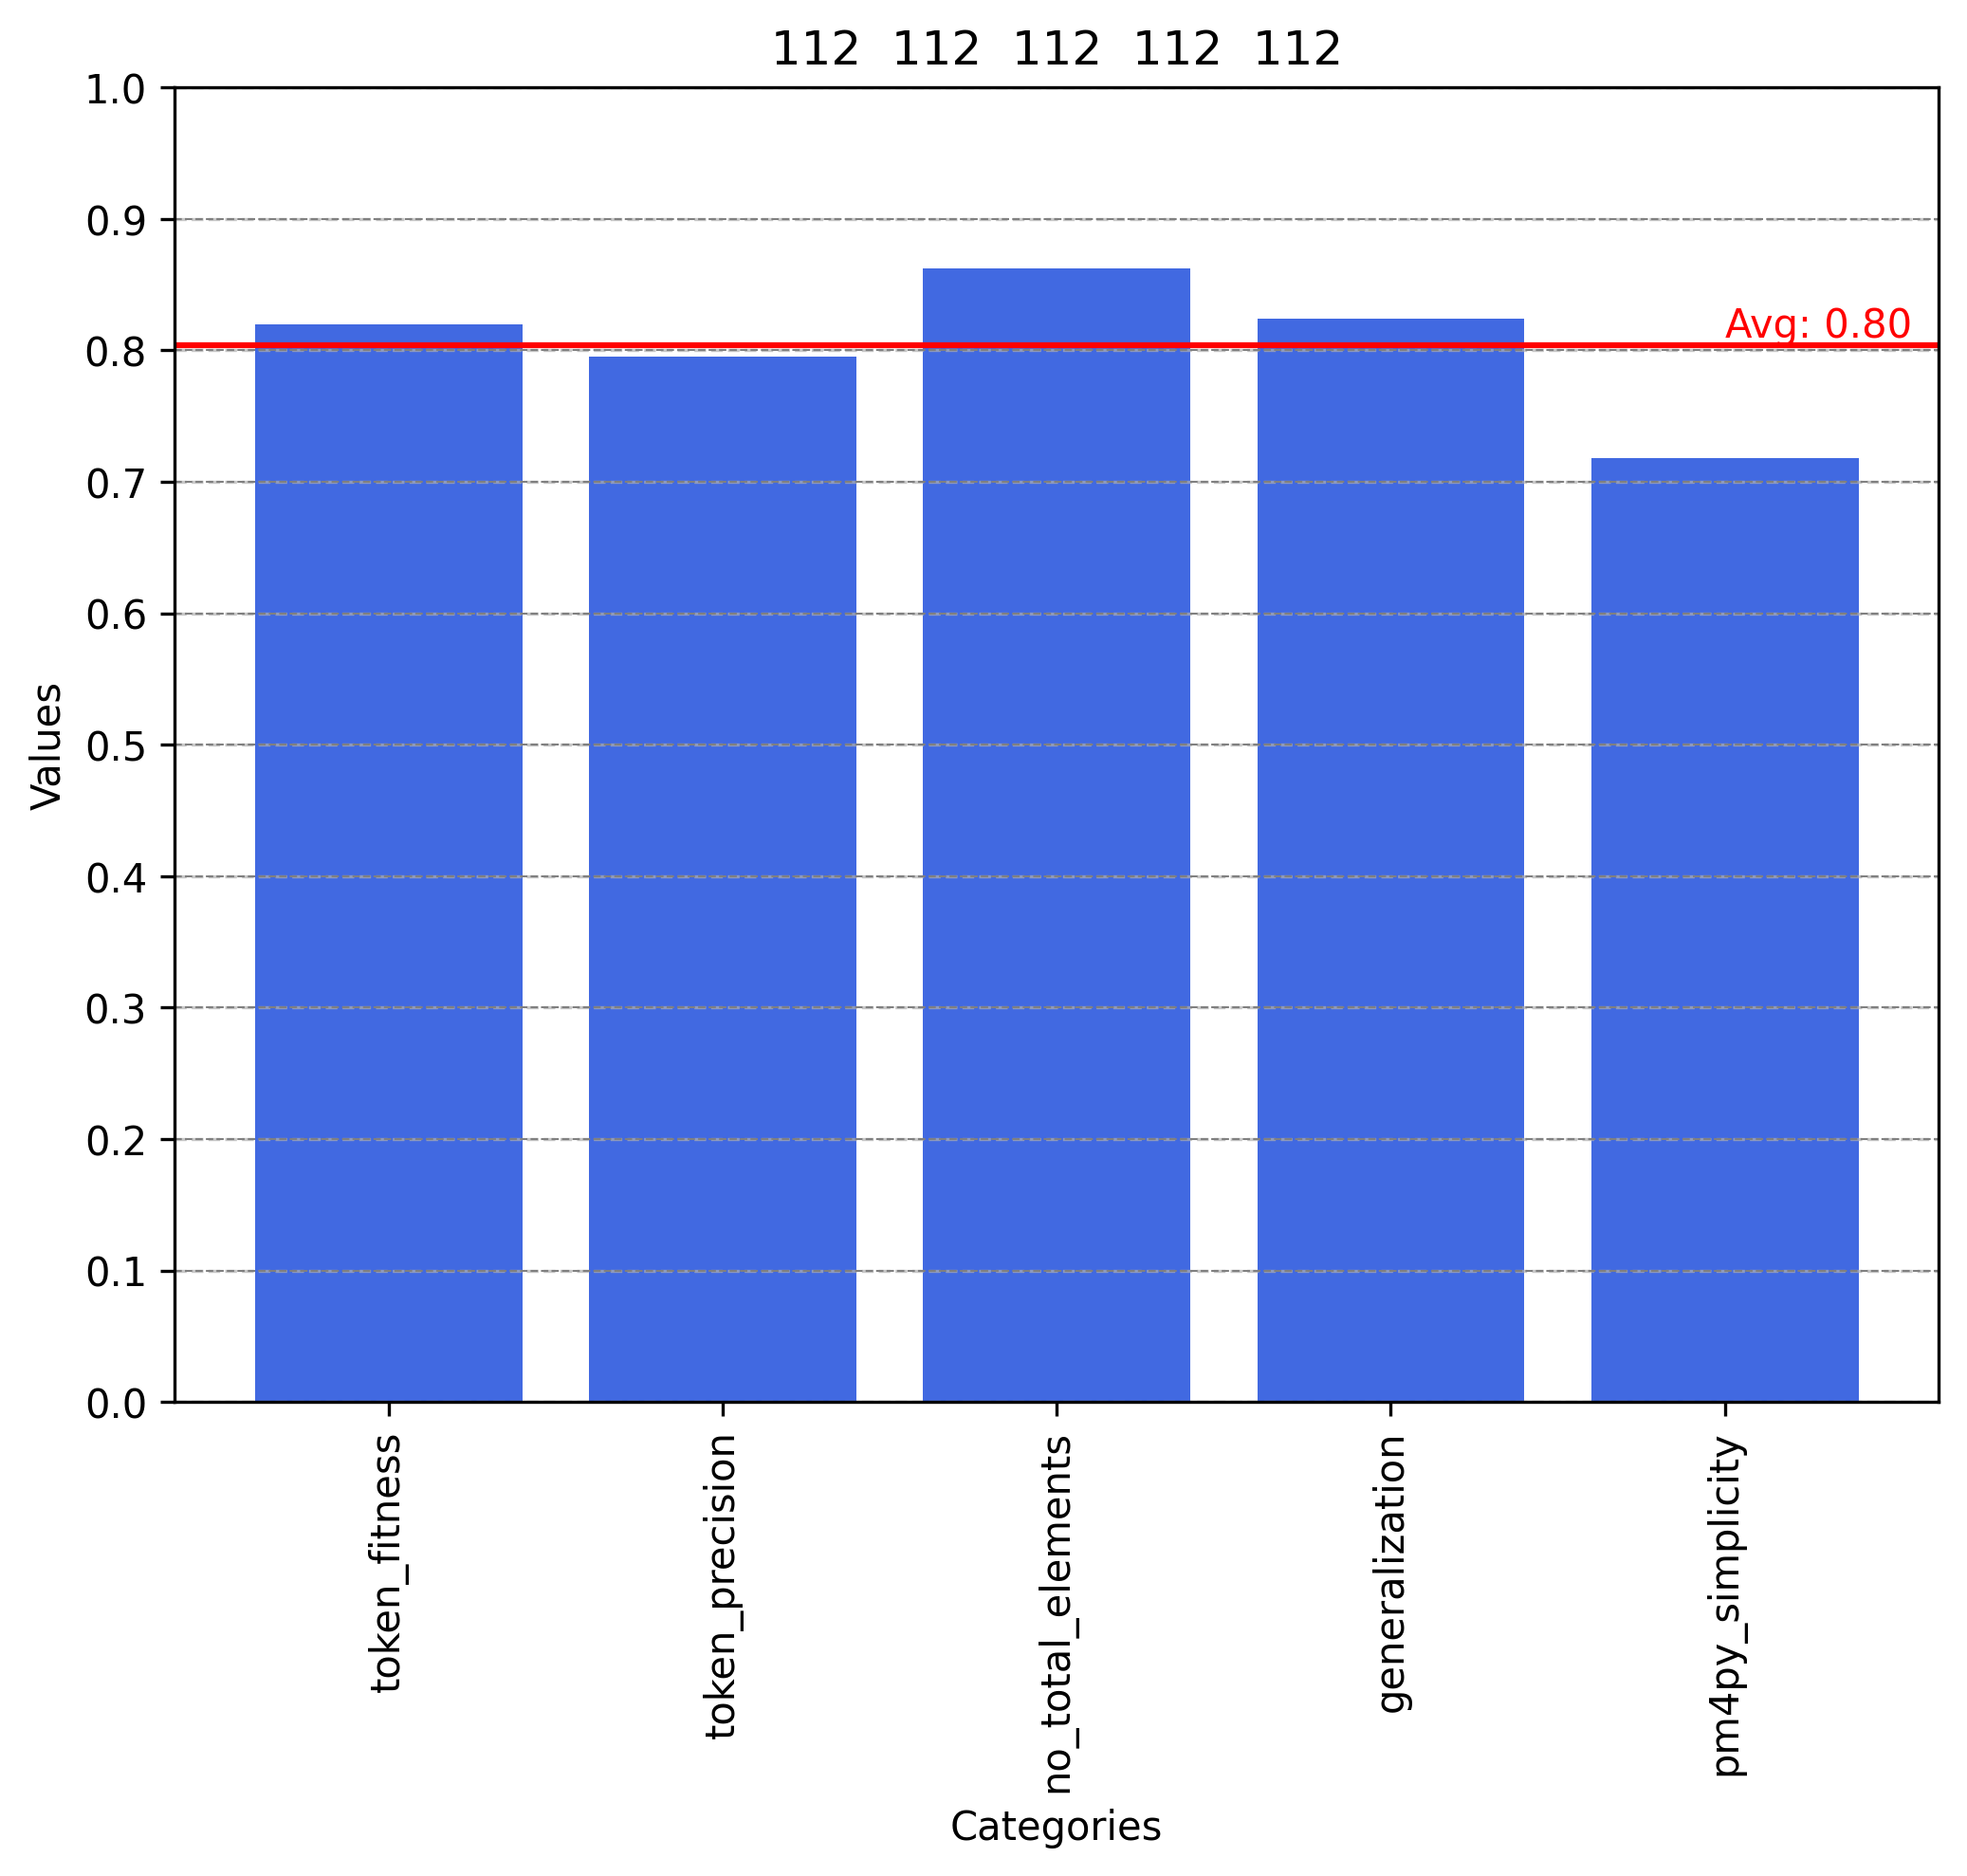 112 112 112 112 112
1.0
0.9
0.8
0.7
0.6
0.5
0.4
0.3
0.2
0.1
0.0
Values
Avg: 0.80
token_fitness
token_precision
no_total_elements
generalization
pm4py_simplicity
Categories